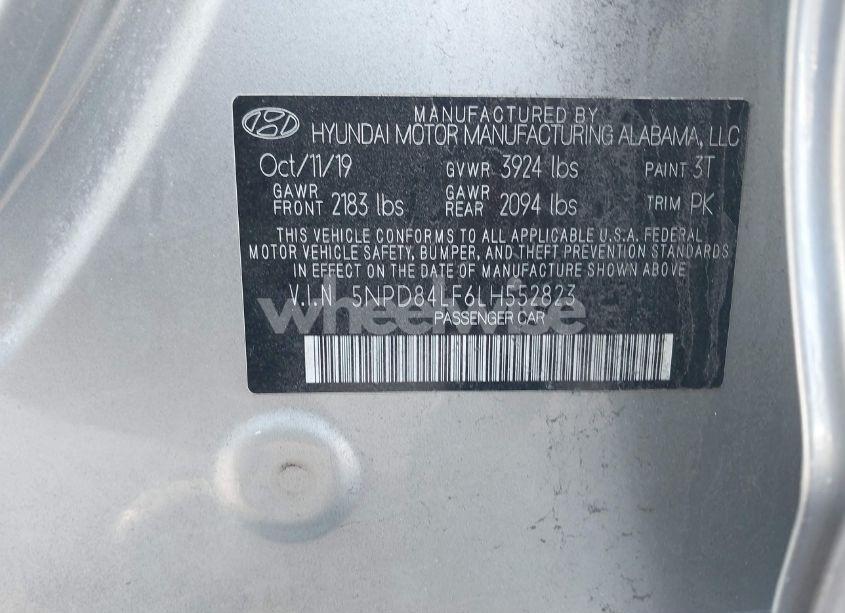 MANUFACTURED BY
HYUNDAI MOTOR MANUFACTURING ALABAMA, LLC
Oct/11/19 GVWR 3924 lbs PAINT 3T
GAWR FRONT 2183 lbs GAWR REAR 2094 lbs TRIM PK
THIS VEHICLE CONFORMS TO ALL APPLICABLE U.S.A. FEDERAL
MOTOR VEHICLE SAFETY, BUMPER, AND THEFT PREVENTION STANDARDS
IN EFFECT ON THE DATE OF MANUFACTURE SHOWN ABOVE
V.I.N. 5NPD84LF6LH552823
wheelwise
PASSENGER CAR